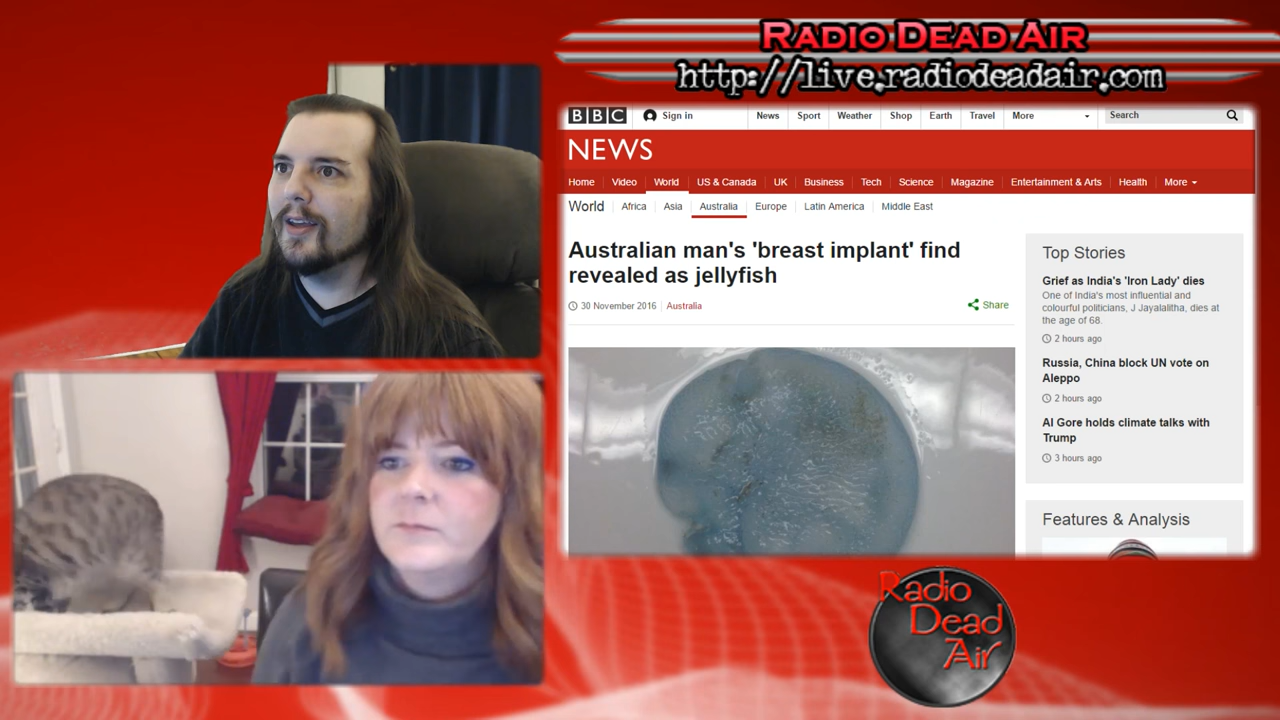 Radio Dead Air
http://live.radiodeadair.com
BBC Sign in News Sport Weather Shop Earth Travel More Search
NEWS
Home Video World US & Canada UK Business Tech Science Magazine Entertainment & Arts Health More
World Africa Asia Australia Europe Latin America Middle East
Australian man's 'breast implant' find
revealed as jellyfish
30 November 2016 Australia
Share
Top Stories
Grief as India's 'Iron Lady' dies
One of India's most influential and
colourful politicians, J Jayalalitha, dies at
the age of 68.
2 hours ago
Russia, China block UN vote on
Aleppo
2 hours ago
Al Gore holds climate talks with
Trump
3 hours ago
Features & Analysis
Radio
Dead
Air